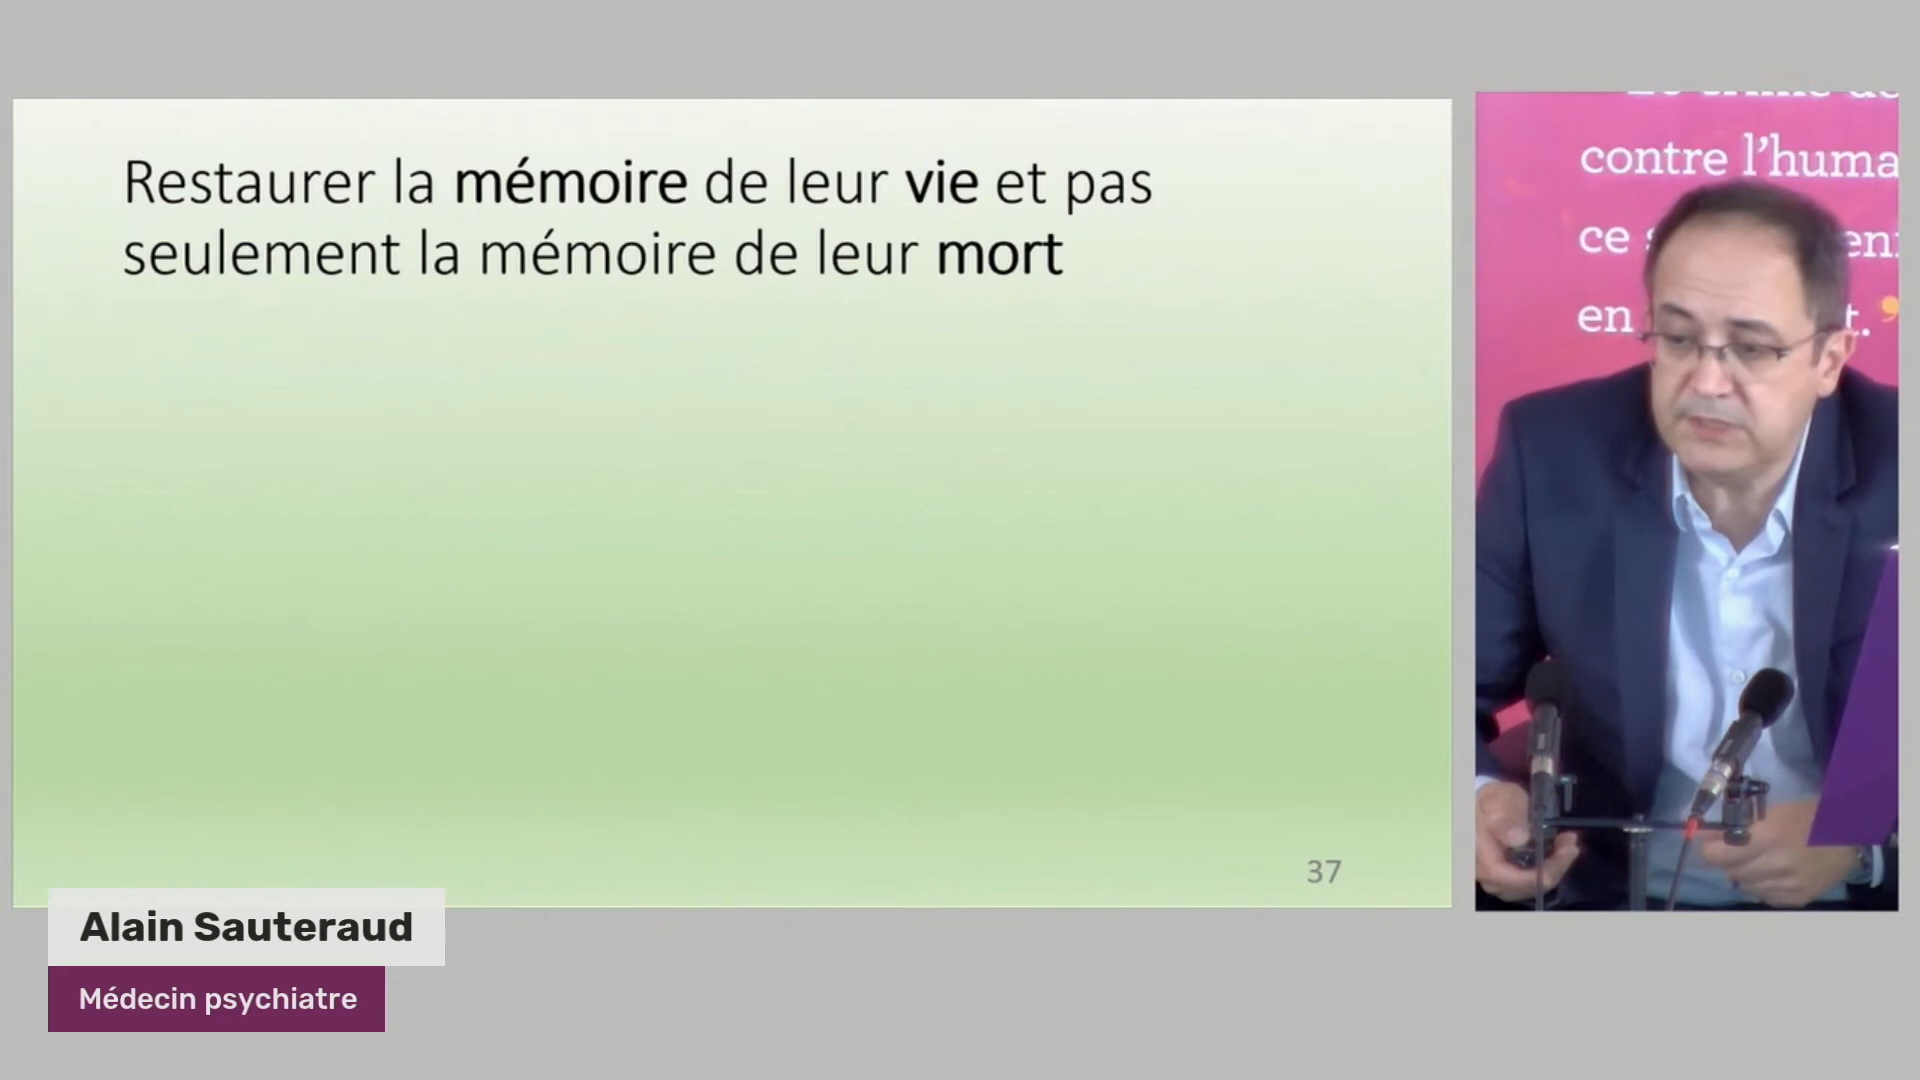 Restaurer la mémoire de leur vie et pas
seulement la mémoire de leur mort
37
contre l'huma
ce
en
Alain Sauteraud
Médecin psychiatre